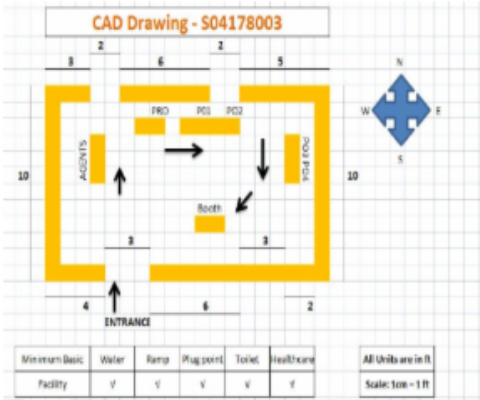 CAD Drawing - S04178003
2 2
3 6 5
N
PRO PO1 PO2
W E
AGENTS
PO3 PO4
S
10 10
Booth
3 3
4 6 2
ENTRANCE
Minimum Basic Water Ramp Plug point Toilet Healthcare All Units are in ft
Facility √ √ √ √ √ Scale: 1cm - 1 ft